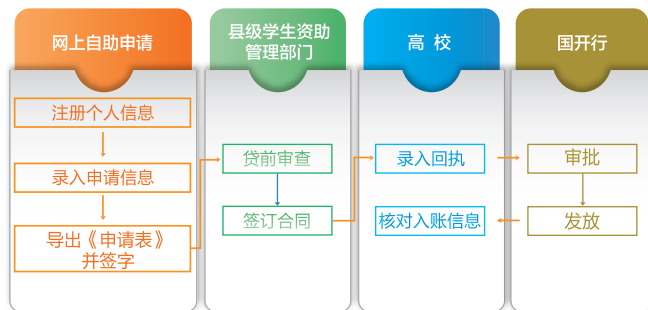 网上自助申请
县级学生资助
管理部门
高 校
国开行
注册个人信息
录入申请信息
导出《申请表》
并签字
贷前审查
签订合同
录入回执
核对入账信息
审批
发放